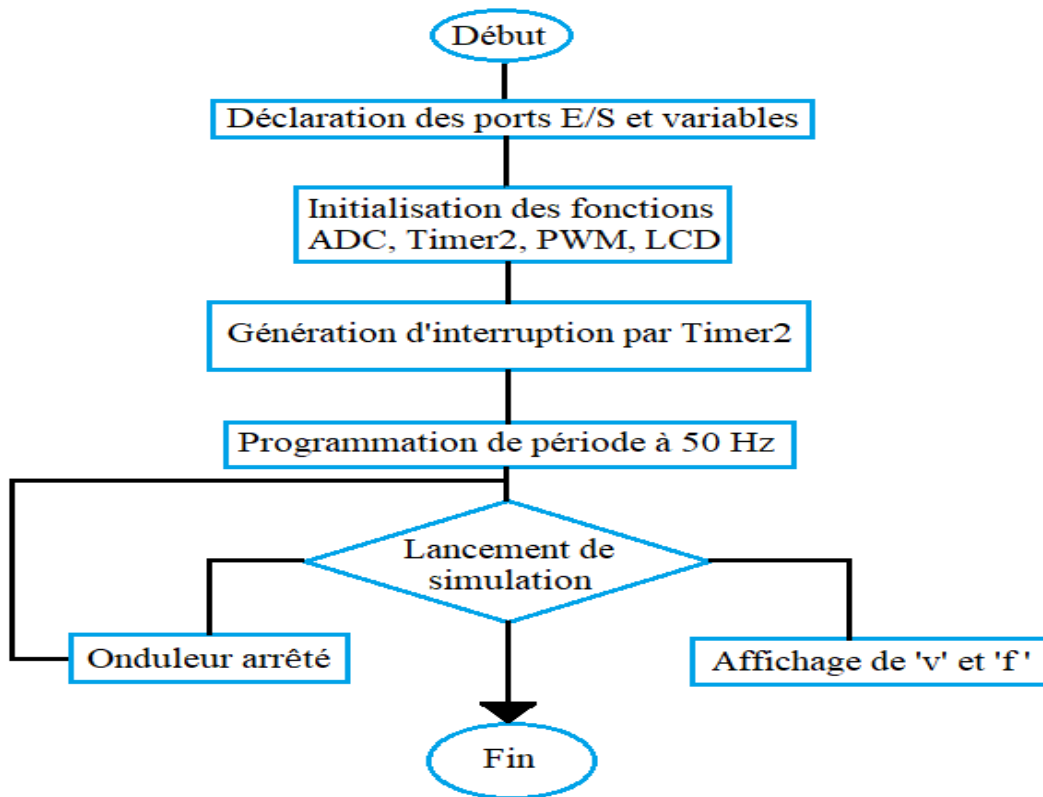 Début
Déclaration des ports E/S et variables
Initialisation des fonctions
ADC, Timer2, PWM, LCD
Génération d'interruption par Timer2
Programmation de période à 50 Hz
Lancement de
simulation
Onduleur arrêté
Affichage de 'v' et 'f '
Fin